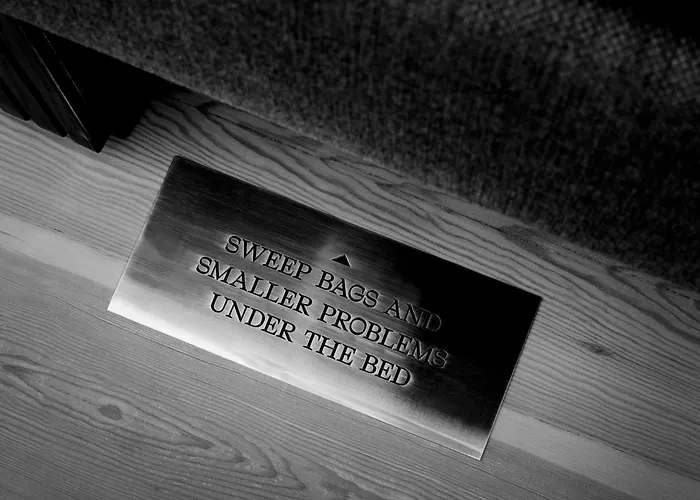 SWEEP BAGS AND
SMALLER PROBLEMS
UNDER THE BED